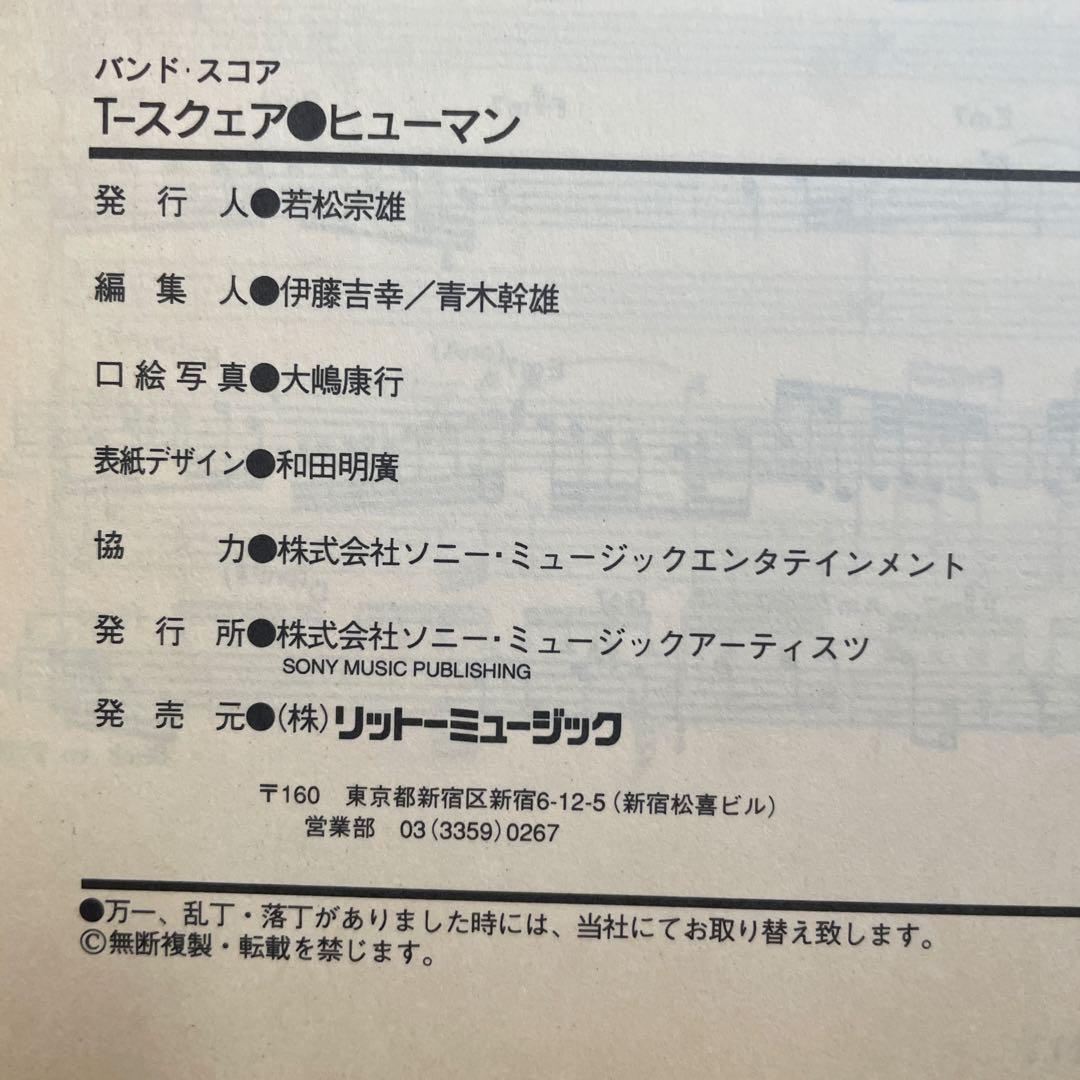 バンド・スコア
T-スクェア●ヒューマン
発行人●若松宗雄
編集人●伊藤吉幸／青木幹雄
口絵写真●大嶋康行
表紙デザイン●和田明廣
協力●株式会社ソニー・ミュージックエンタテインメント
発行所●株式会社ソニー・ミュージックアーティスツ
SONY MUSIC PUBLISHING
発売元●(株)リットーミュージック
〒160 東京都新宿区新宿6-12-5（新宿松喜ビル）
営業部 03(3359)0267
●万一、乱丁・落丁がありました時には、当社にてお取り替え致します。
©無断複製・転載を禁じます。